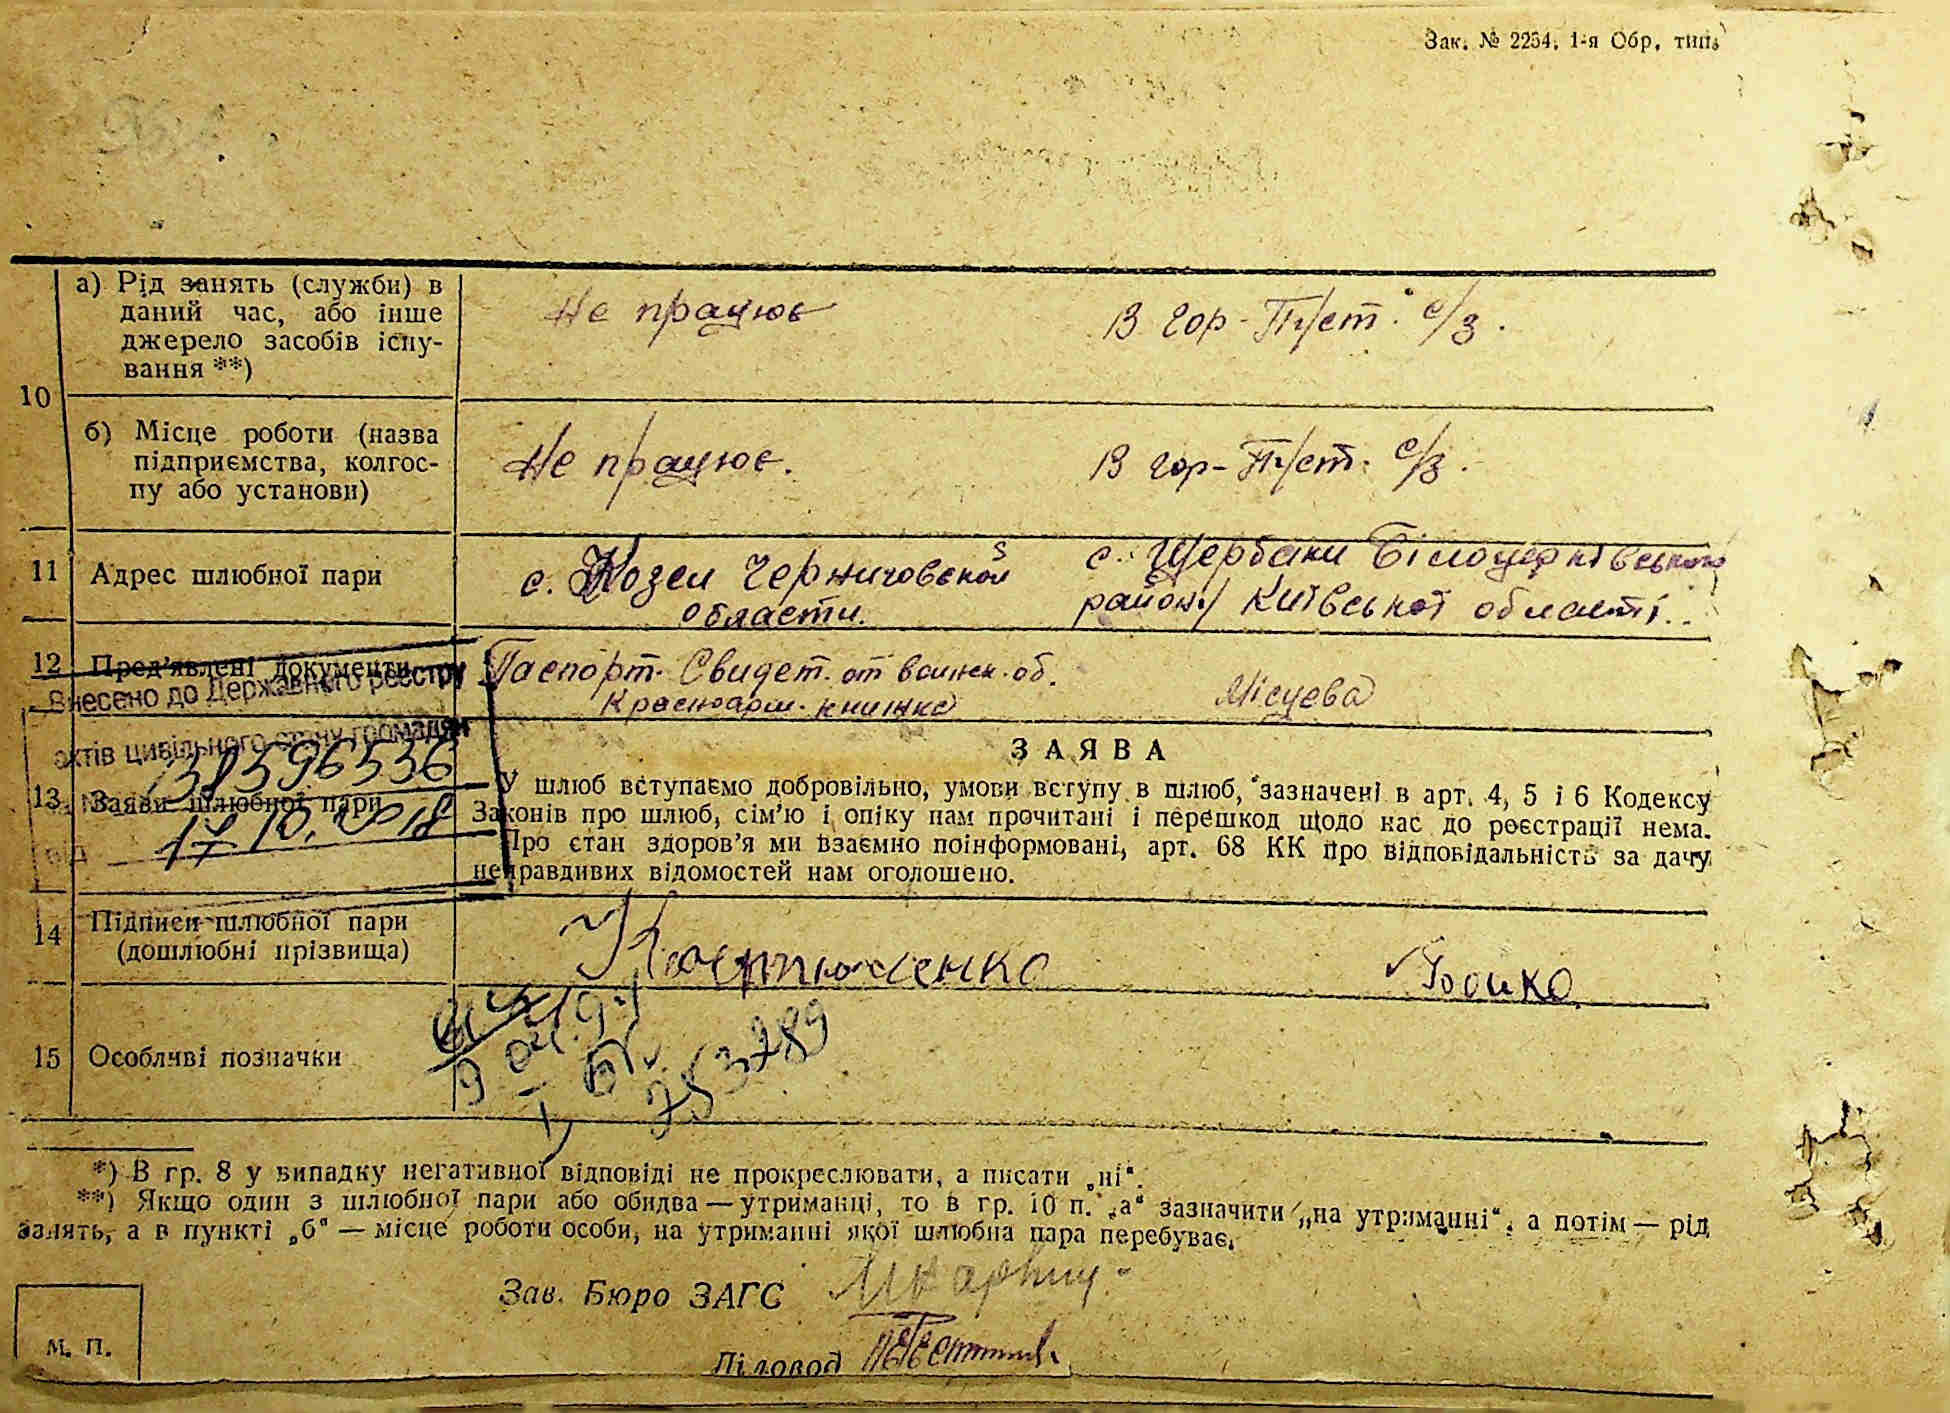 Зак. № 2254. 1-я Обр. тип.
10
а) Рід занять (служби) в
даний час, або інше
джерело засобів існу-
вання **)
Не працює
В гор-П/ст. с/з.
б) Місце роботи (назва
підприємства, колгос-
пу або установи)
Не працює.
В гор-П/ст. с/з.
11
Адрес шлюбної пари
с. Козел Черниговской
области.
с. Щербаки Білоцерківського
район/ Київської області.
12
Пред'явлені документи
Паспорт. Свидет. от воинск. об.
Красноарм. книжка
Місцева
Внесено до Державного реєстру
актів цивільного стану громадян
від 17.10.2018
13
Заяви шлюбної пари
ЗАЯВА
У шлюб вступаємо добровільно, умови вступу в шлюб, зазначені в арт. 4, 5 і 6 Кодексу
Законів про шлюб, сім'ю і опіку нам прочитані і перешкод щодо нас до реєстрації нема.
Про стан здоров'я ми взаємно поінформовані, арт. 68 КК про відповідальність за дачу
неправдивих відомостей нам оголошено.
14
Підписи шлюбної пари
(дошлюбні прізвища)
Костюченко
Бойко
15
Особливі позначки
753789
*) В гр. 8 у випадку негативної відповіді не прокреслювати, а писати „ні“.
**) Якщо один з шлюбної пари або обидва — утриманці, то в гр. 10 п. „а“ зазначити „на утриманні“, а потім — рід
занять, а в пункті „б“ — місце роботи особи, на утриманні якої шлюбна пара перебуває.
Зав. Бюро ЗАГС
Діловод
М. П.